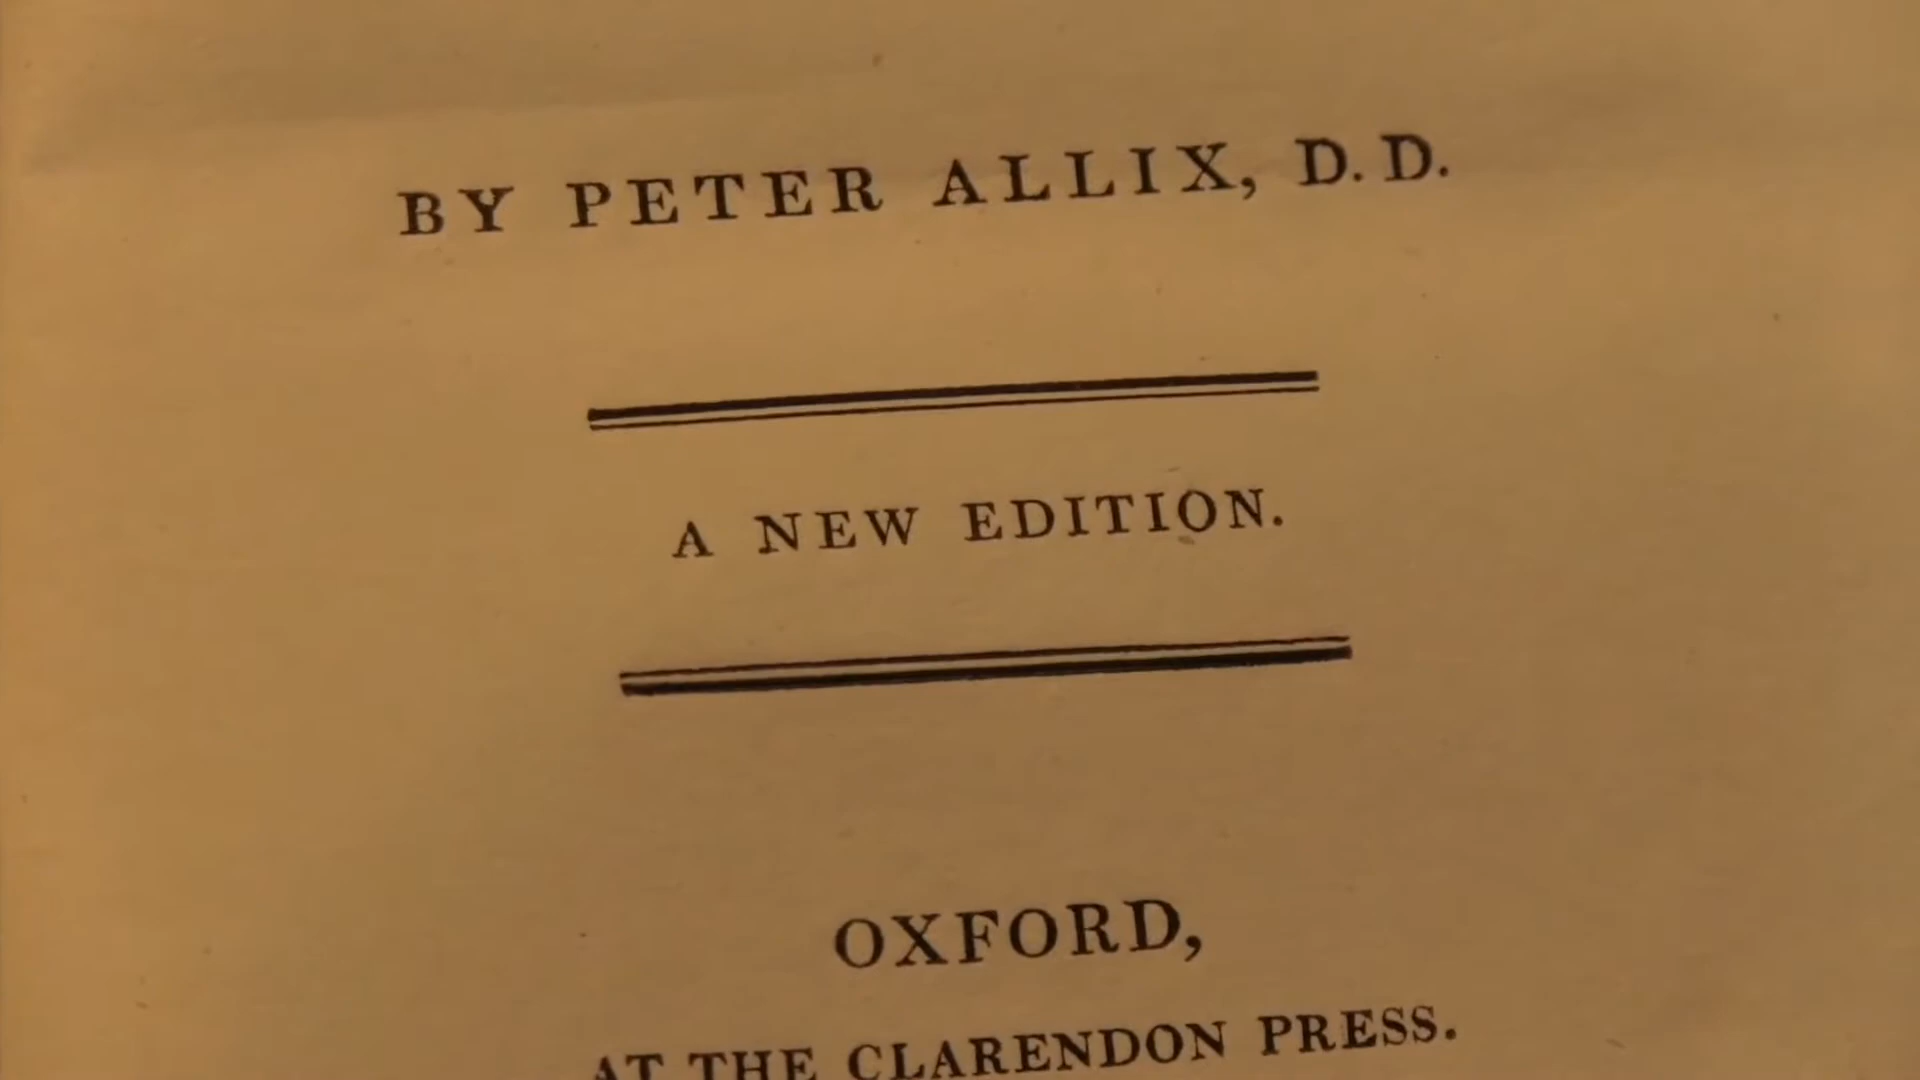 BY PETER ALLIX, D.D.
A NEW EDITION.
OXFORD,
AT THE CLARENDON PRESS.